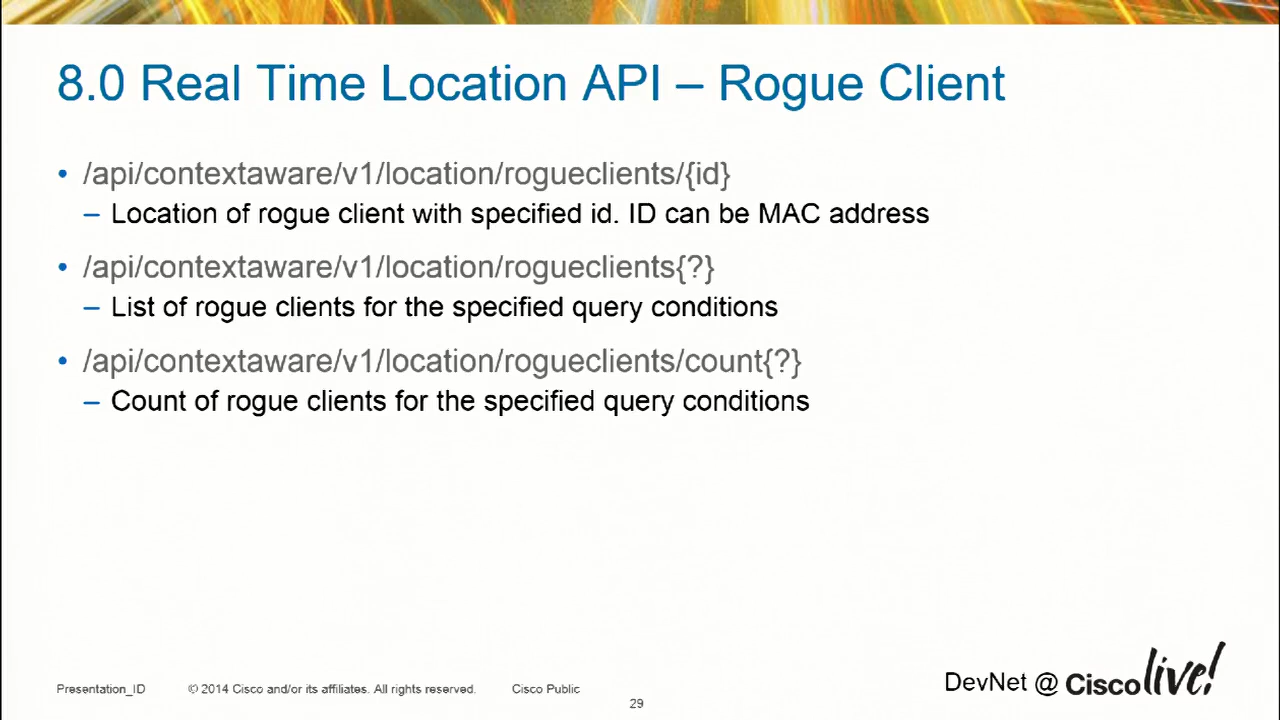 8.0 Real Time Location API – Rogue Client
• /api/contextaware/v1/location/rogueclients/{id}
– Location of rogue client with specified id. ID can be MAC address
• /api/contextaware/v1/location/rogueclients{?}
– List of rogue clients for the specified query conditions
• /api/contextaware/v1/location/rogueclients/count{?}
– Count of rogue clients for the specified query conditions
Presentation_ID © 2014 Cisco and/or its affiliates. All rights reserved. Cisco Public
29
DevNet @ Cisco live!